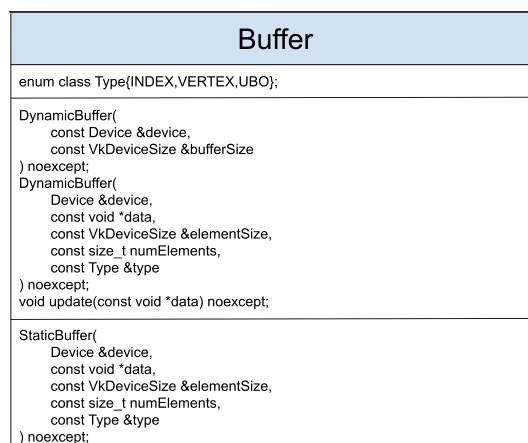 Buffer
enum class Type{INDEX,VERTEX,UBO};
DynamicBuffer(
const Device &device,
const VkDeviceSize &bufferSize
) noexcept;
DynamicBuffer(
Device &device,
const void *data,
const VkDeviceSize &elementSize,
const size_t numElements,
const Type &type
) noexcept;
void update(const void *data) noexcept;
StaticBuffer(
Device &device,
const void *data,
const VkDeviceSize &elementSize,
const size_t numElements,
const Type &type
) noexcept;